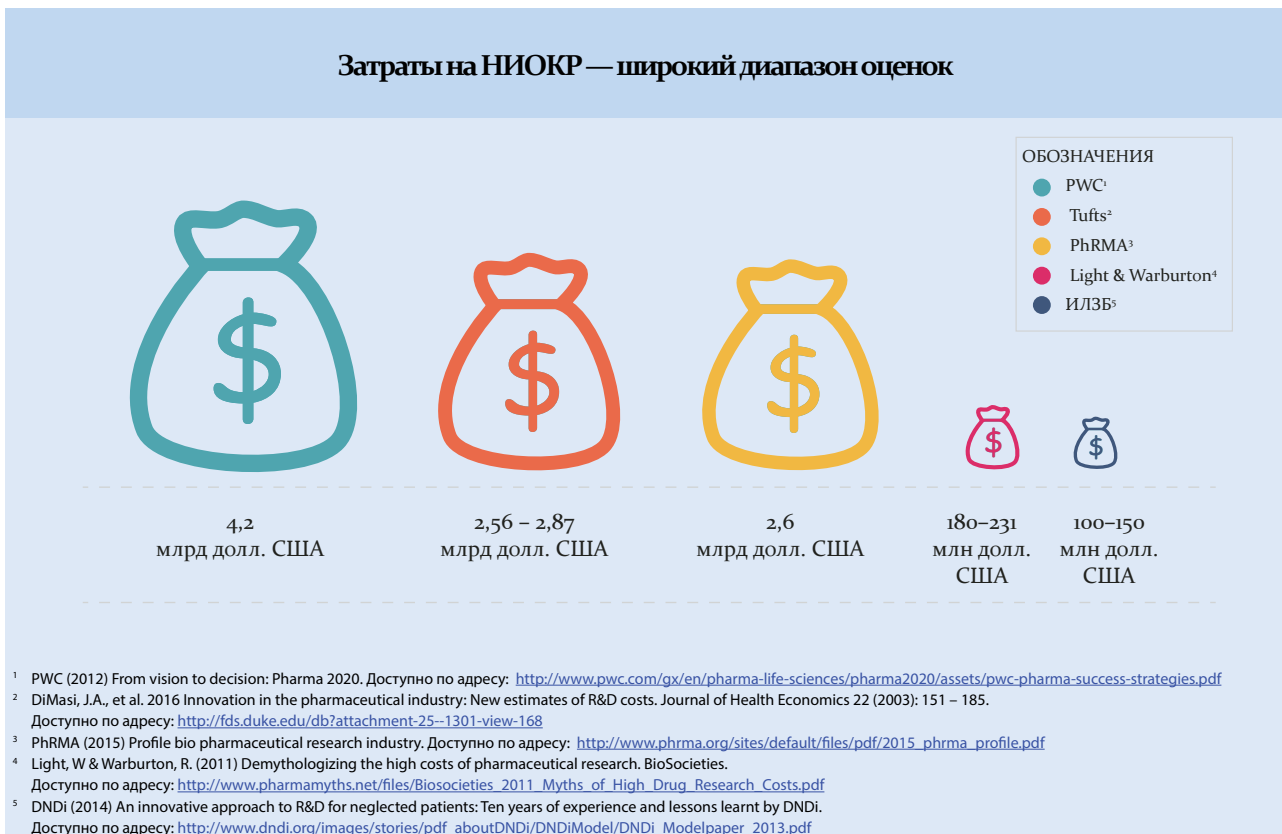 Затраты на НИОКР — широкий диапазон оценок
ОБОЗНАЧЕНИЯ
PWC¹
Tufts²
PhRMA³
Light & Warburton⁴
ИЛЗБ⁵
$
$
$
$
$
4,2
млрд долл. США
2,56 – 2,87
млрд долл. США
2,6
млрд долл. США
180–231
млн долл.
США
100–150
млн долл.
США
¹ PWC (2012) From vision to decision: Pharma 2020. Доступно по адресу: http://www.pwc.com/gx/en/pharma-life-sciences/pharma2020/assets/pwc-pharma-success-strategies.pdf
² DiMasi, J.A., et al. 2016 Innovation in the pharmaceutical industry: New estimates of R&D costs. Journal of Health Economics 22 (2003): 151 – 185.
Доступно по адресу: http://fds.duke.edu/db?attachment-25--1301-view-168
³ PhRMA (2015) Profile bio pharmaceutical research industry. Доступно по адресу: http://www.phrma.org/sites/default/files/pdf/2015_phrma_profile.pdf
⁴ Light, W & Warburton, R. (2011) Demythologizing the high costs of pharmaceutical research. BioSocieties.
Доступно по адресу: http://www.pharmamyths.net/files/Biosocieties_2011_Myths_of_High_Drug_Research_Costs.pdf
⁵ DNDi (2014) An innovative approach to R&D for neglected patients: Ten years of experience and lessons learnt by DNDi.
Доступно по адресу: http://www.dndi.org/images/stories/pdf_aboutDNDi/DNDiModel/DNDi_Modelpaper_2013.pdf